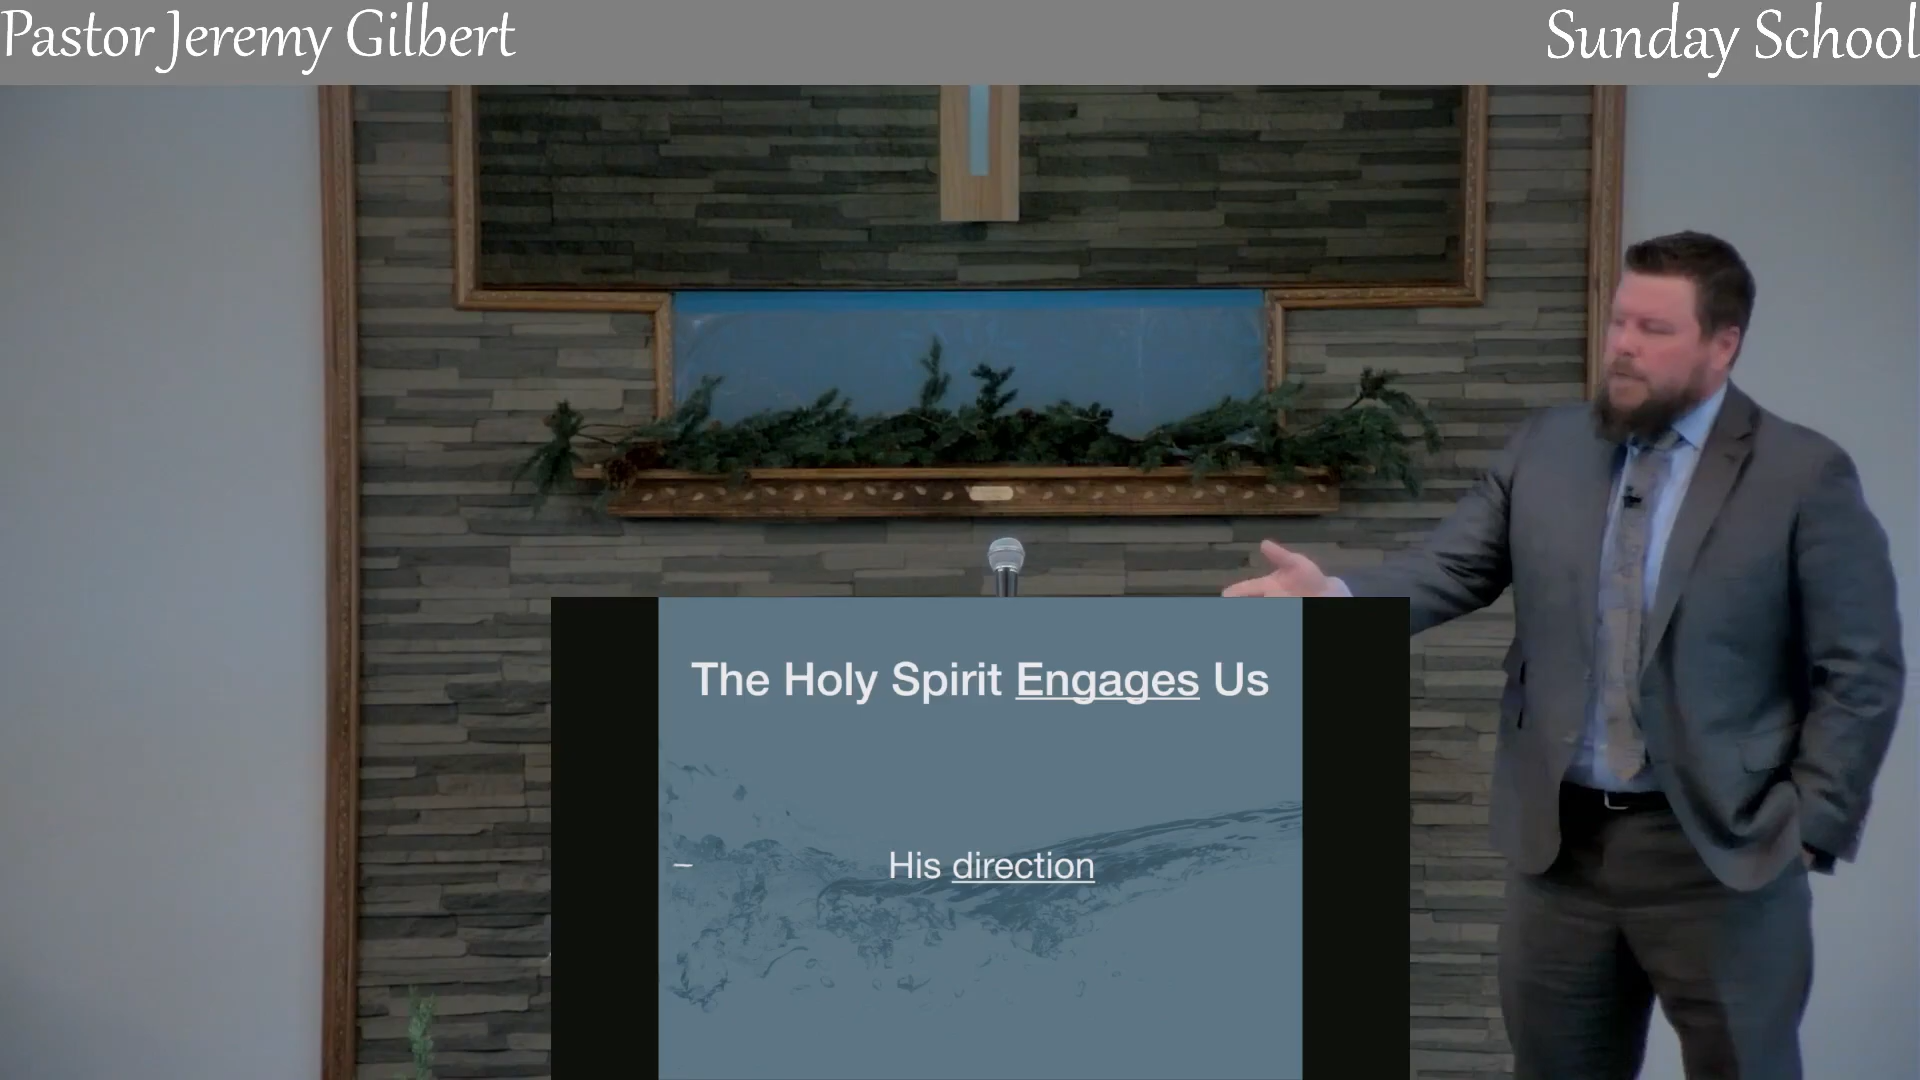 Pastor Jeremy Gilbert
Sunday School
The Holy Spirit Engages Us
– His direction